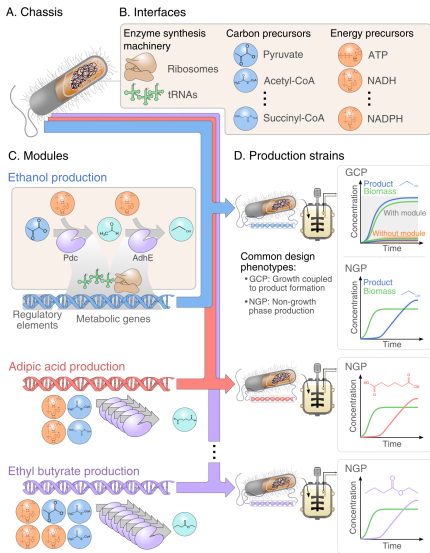 A. Chassis
B. Interfaces
Enzyme synthesis
machinery
Ribosomes
tRNAs
Carbon precursors
Pyruvate
Acetyl-CoA
Succinyl-CoA
Energy precursors
ATP
NADH
NADPH
C. Modules
Ethanol production
Pdc
AdhE
Regulatory
elements
Metabolic genes
Adipic acid production
Ethyl butyrate production
D. Production strains
Common design
phenotypes:
• GCP: Growth coupled
to product formation
• NGP: Non-growth
phase production
GCP
Product
Biomass
With module
Without module
Concentration
Time
NGP
Product
Biomass
Concentration
Time
NGP
Concentration
Time
NGP
Concentration
Time